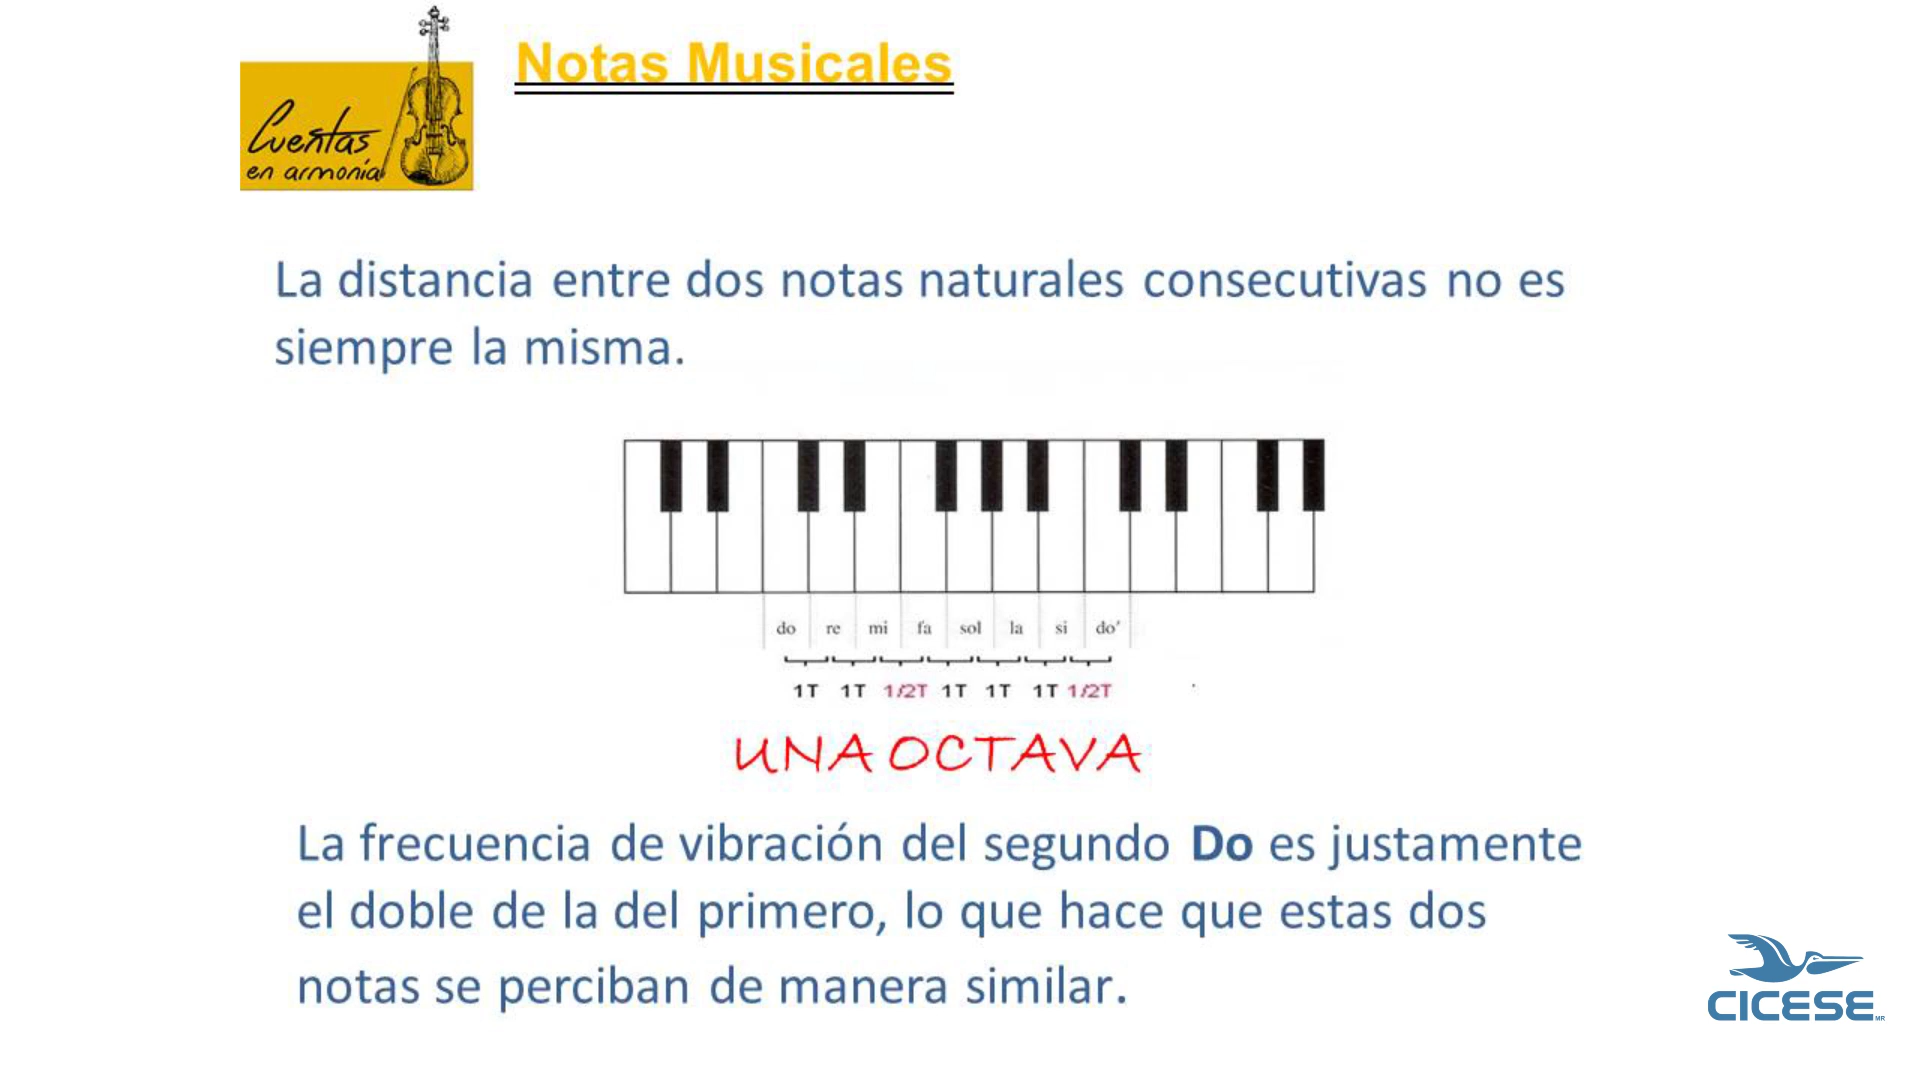 Cuentas
en armonía
Notas Musicales
La distancia entre dos notas naturales consecutivas no es
siempre la misma.
do re mi fa sol la si do´
1T 1T 1/2T 1T 1T 1T 1/2T
UNA OCTAVA
La frecuencia de vibración del segundo Do es justamente
el doble de la del primero, lo que hace que estas dos
notas se perciban de manera similar.
CICESE MR